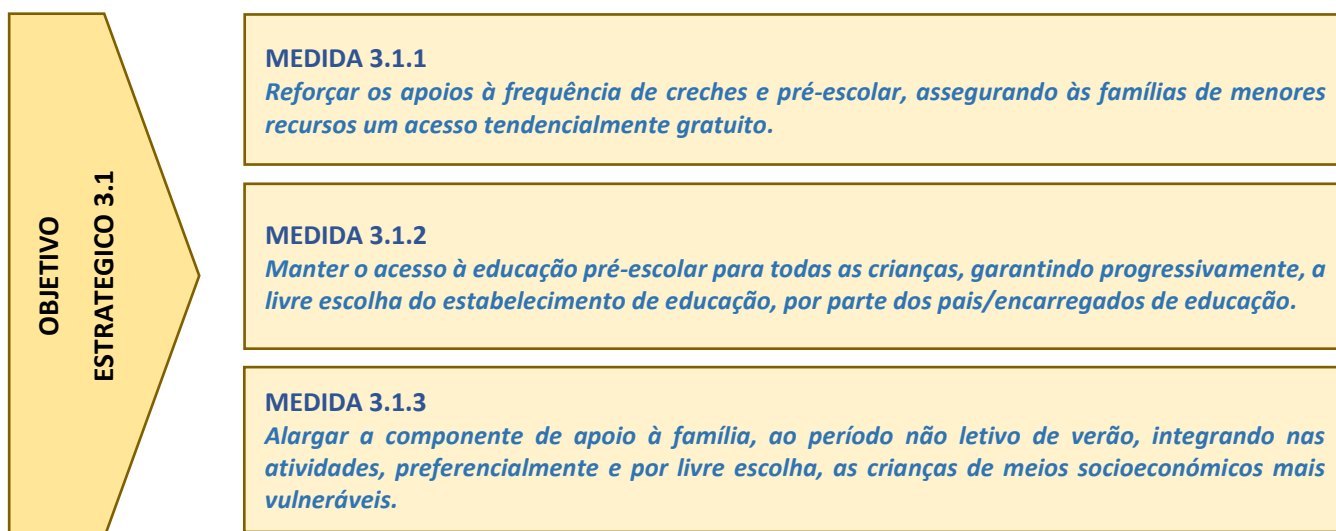 OBJETIVO
ESTRATEGICO 3.1
MEDIDA 3.1.1
Reforçar os apoios à frequência de creches e pré-escolar, assegurando às famílias de menores
recursos um acesso tendencialmente gratuito.
MEDIDA 3.1.2
Manter o acesso à educação pré-escolar para todas as crianças, garantindo progressivamente, a
livre escolha do estabelecimento de educação, por parte dos pais/encarregados de educação.
MEDIDA 3.1.3
Alargar a componente de apoio à família, ao período não letivo de verão, integrando nas
atividades, preferencialmente e por livre escolha, as crianças de meios socioeconómicos mais
vulneráveis.